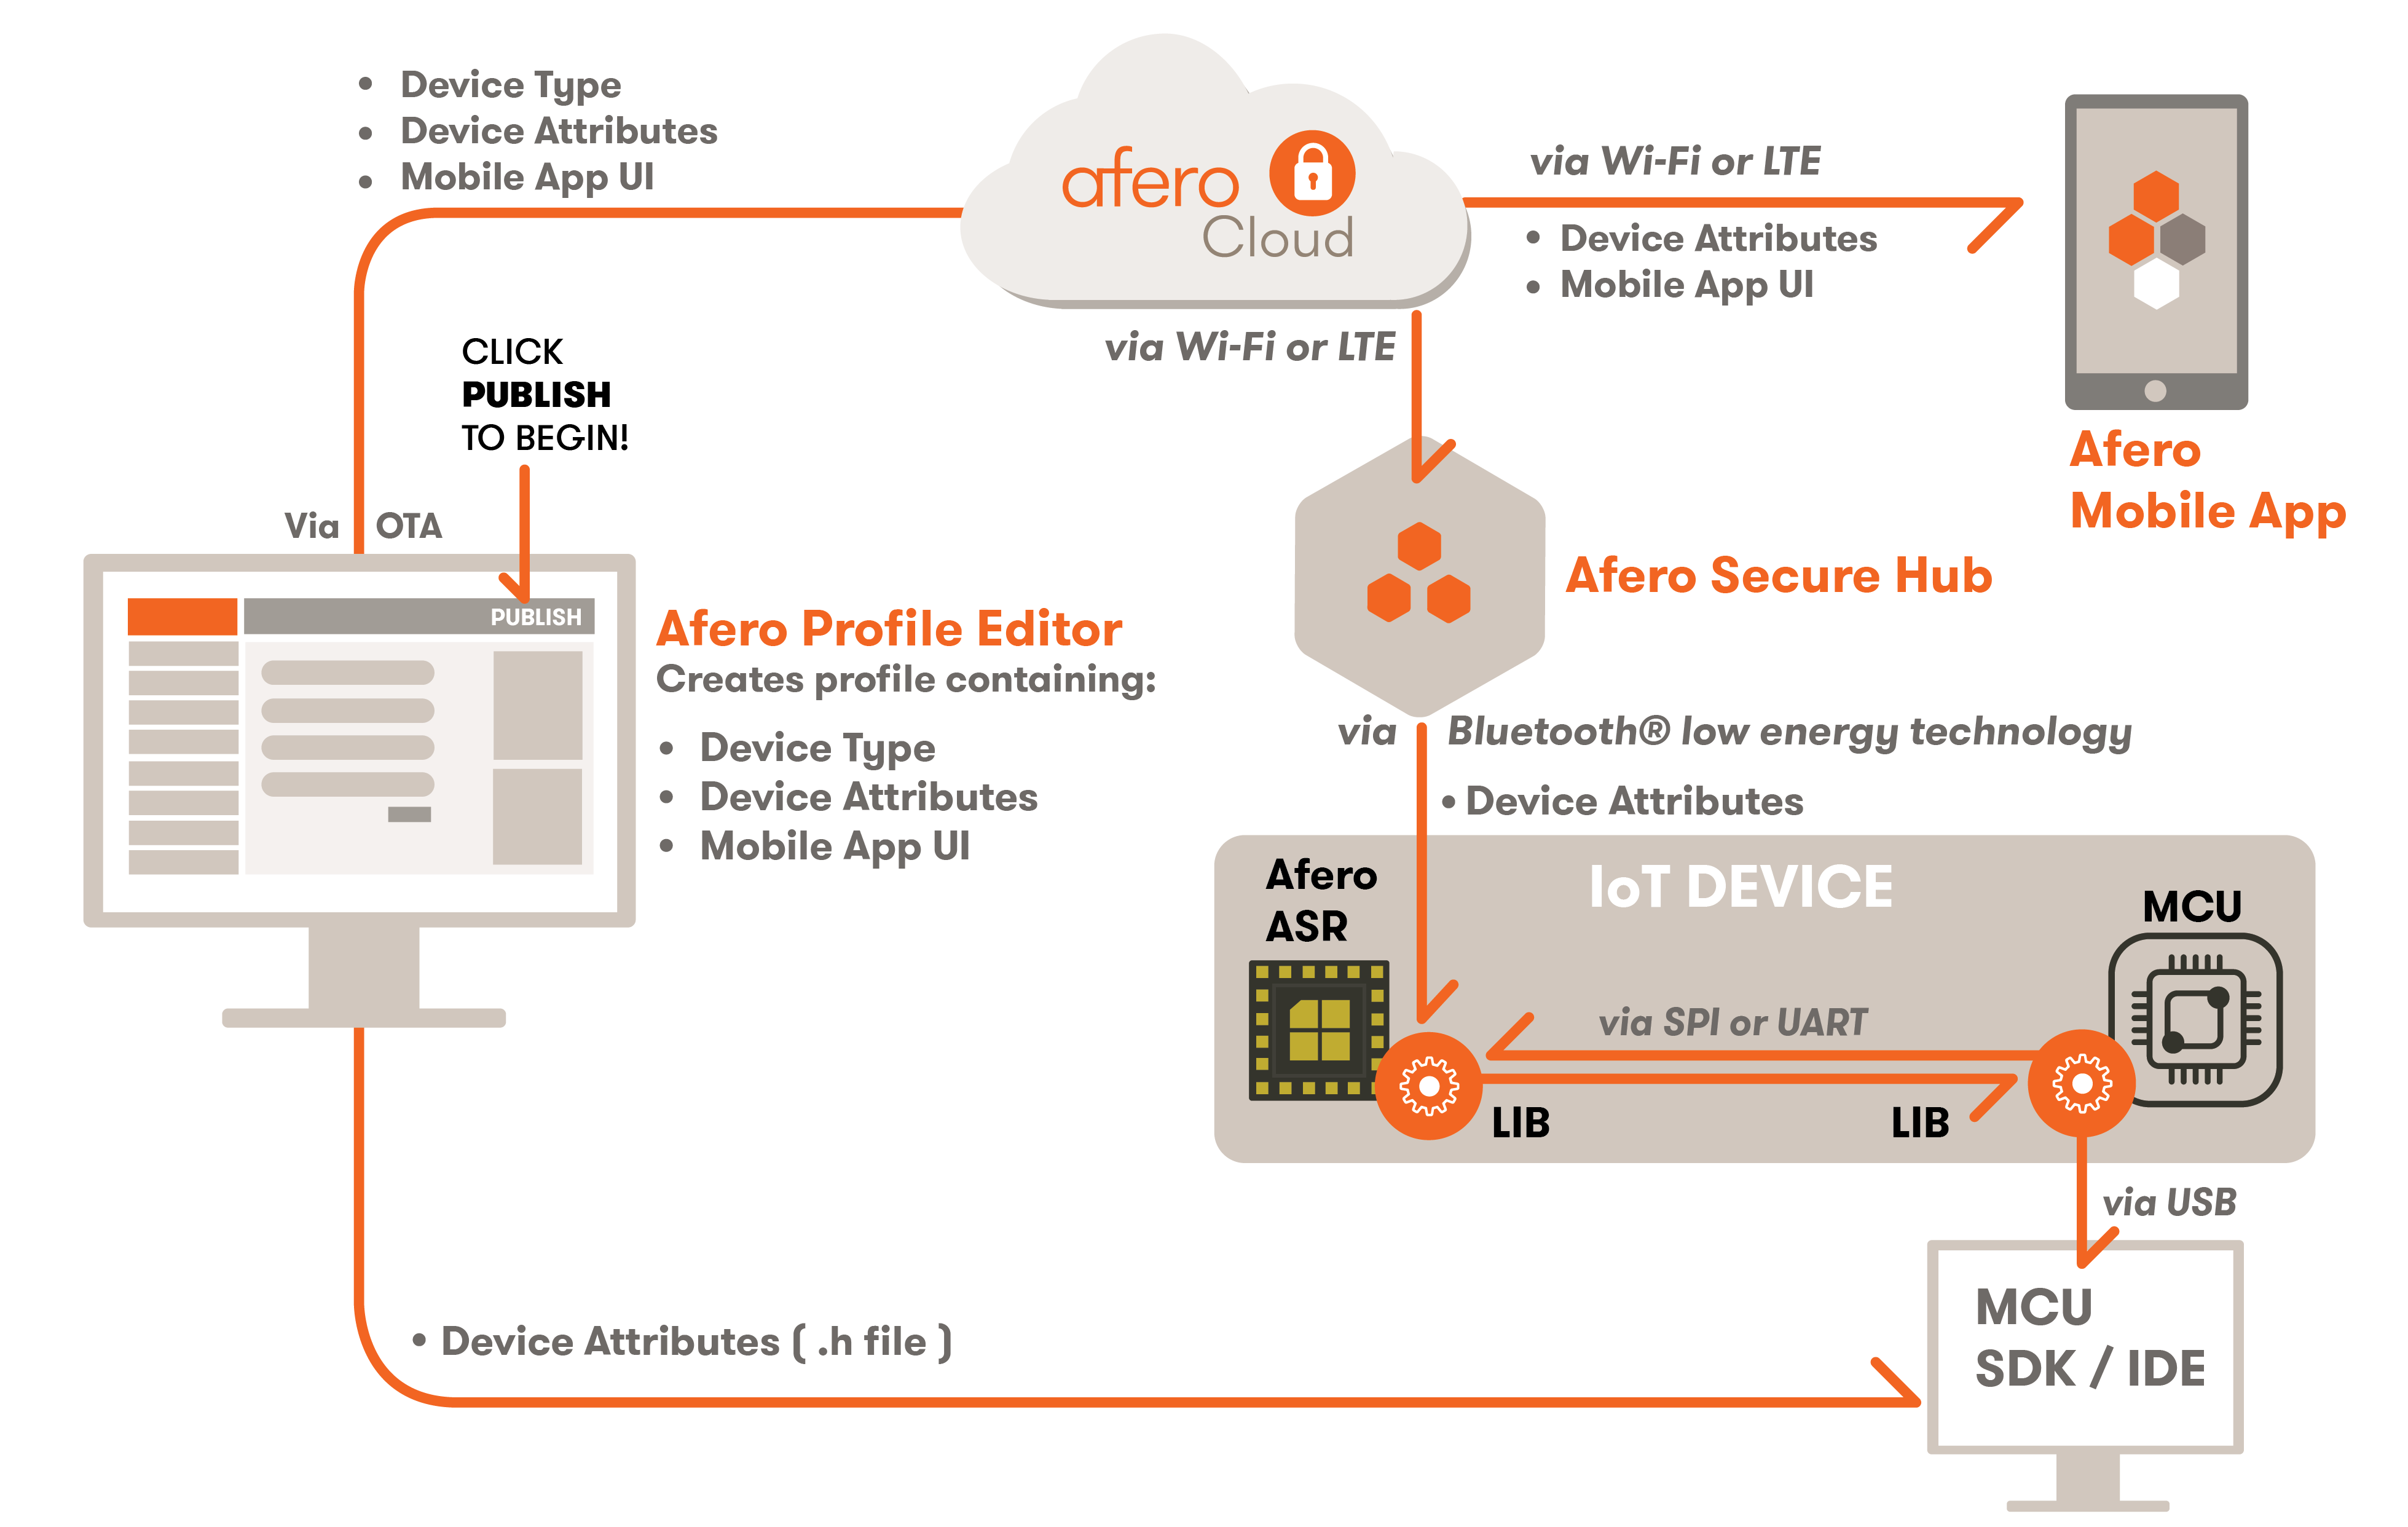 • Device Type
• Device Attributes
• Mobile App UI
afero
Cloud
via Wi-Fi or LTE
• Device Attributes
• Mobile App UI
Afero
Mobile App
via Wi-Fi or LTE
CLICK
PUBLISH
TO BEGIN!
Via OTA
PUBLISH
Afero Profile Editor
Creates profile containing:
• Device Type
• Device Attributes
• Mobile App UI
Afero Secure Hub
via Bluetooth® low energy technology
• Device Attributes
IoT DEVICE
Afero
ASR
MCU
via SPI or UART
LIB
LIB
via USB
MCU
SDK / IDE
• Device Attributes ( .h file )